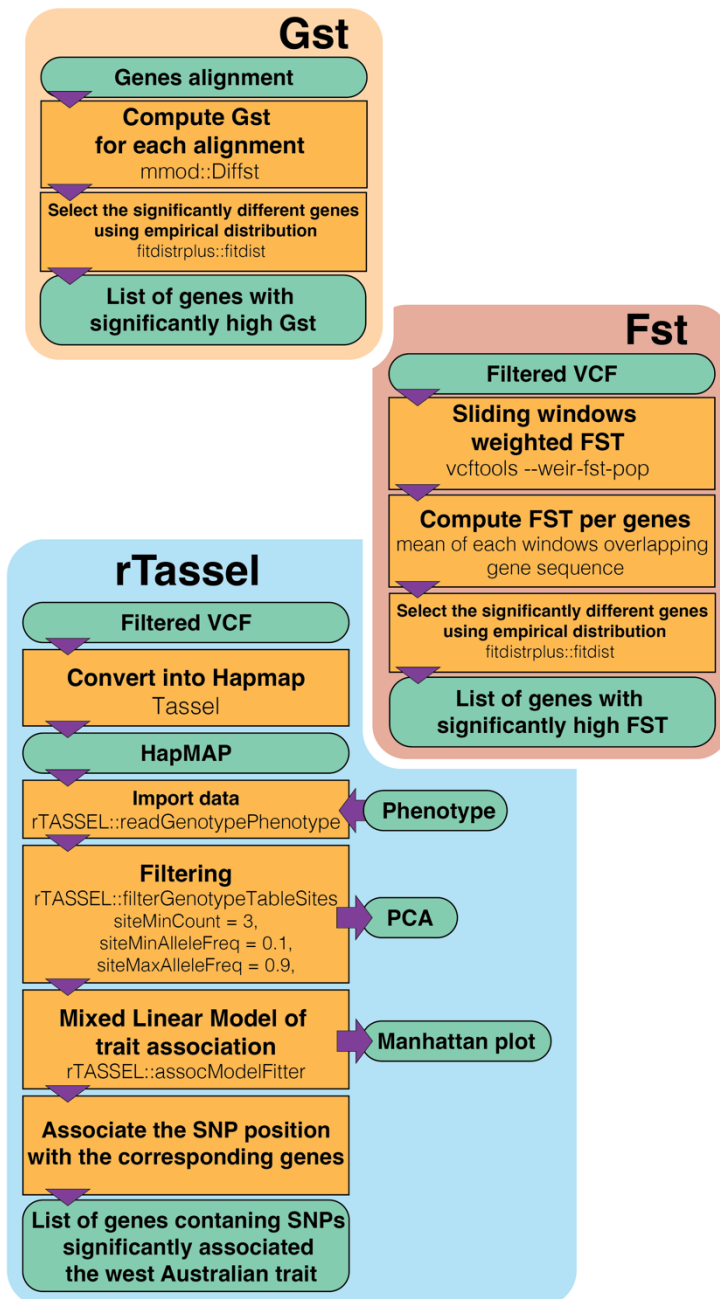 Gst
Genes alignment
Compute Gst
for each alignment
mmod::Diffst
Select the significantly different genes
using empirical distribution
fitdistrplus::fitdist
List of genes with
significantly high Gst
Fst
Filtered VCF
Sliding windows
weighted FST
vcftools --weir-fst-pop
Compute FST per genes
mean of each windows overlapping
gene sequence
Select the significantly different genes
using empirical distribution
fitdistrplus::fitdist
List of genes with
significantly high FST
rTassel
Filtered VCF
Convert into Hapmap
Tassel
HapMAP
Import data
rTASSEL::readGenotypePhenotype
Phenotype
Filtering
rTASSEL::filterGenotypeTableSites
siteMinCount = 3,
siteMinAlleleFreq = 0.1,
siteMaxAlleleFreq = 0.9,
PCA
Mixed Linear Model of
trait association
rTASSEL::assocModelFitter
Manhattan plot
Associate the SNP position
with the corresponding genes
List of genes contaning SNPs
significantly associated
the west Australian trait